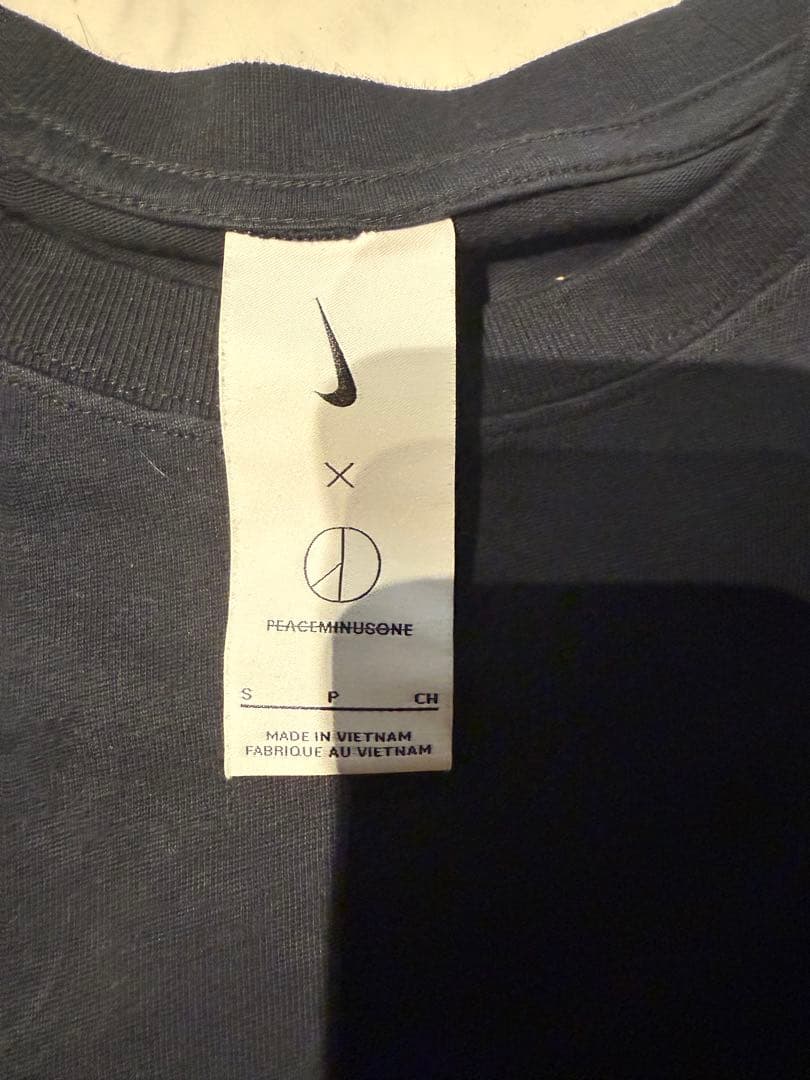 ×
PEACEMINUSONE
S P CH
MADE IN VIETNAM
FABRIQUE AU VIETNAM